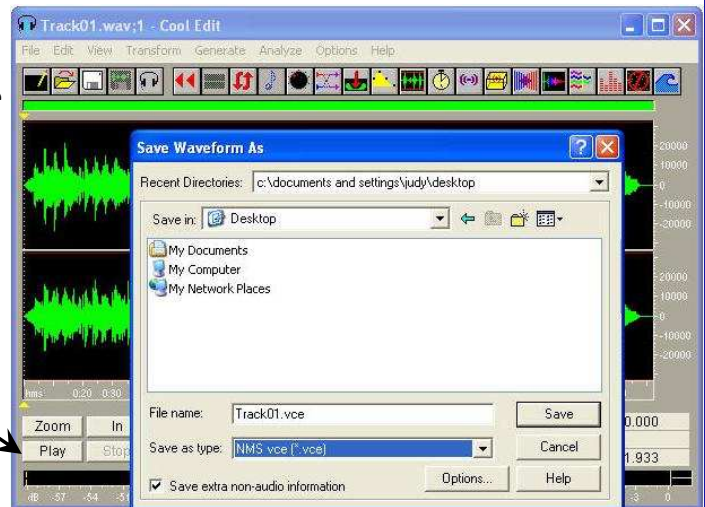 Track01.wav;1 - Cool Edit
File Edit View Transform Generate Analyze Options Help
Save Waveform As
Recent Directories: c:\documents and settings\judy\desktop
Save in: Desktop
My Documents
My Computer
My Network Places
20000
10000
0
-10000
-20000
20000
10000
0
-10000
-20000
hms 0:20 0:30
File name: Track01.vce Save
Save as type: NMS vce (*.vce) Cancel
Save extra non-audio information Options... Help
Zoom In
Play Stop
0.000
1.933
dB -57 -54 -3 0